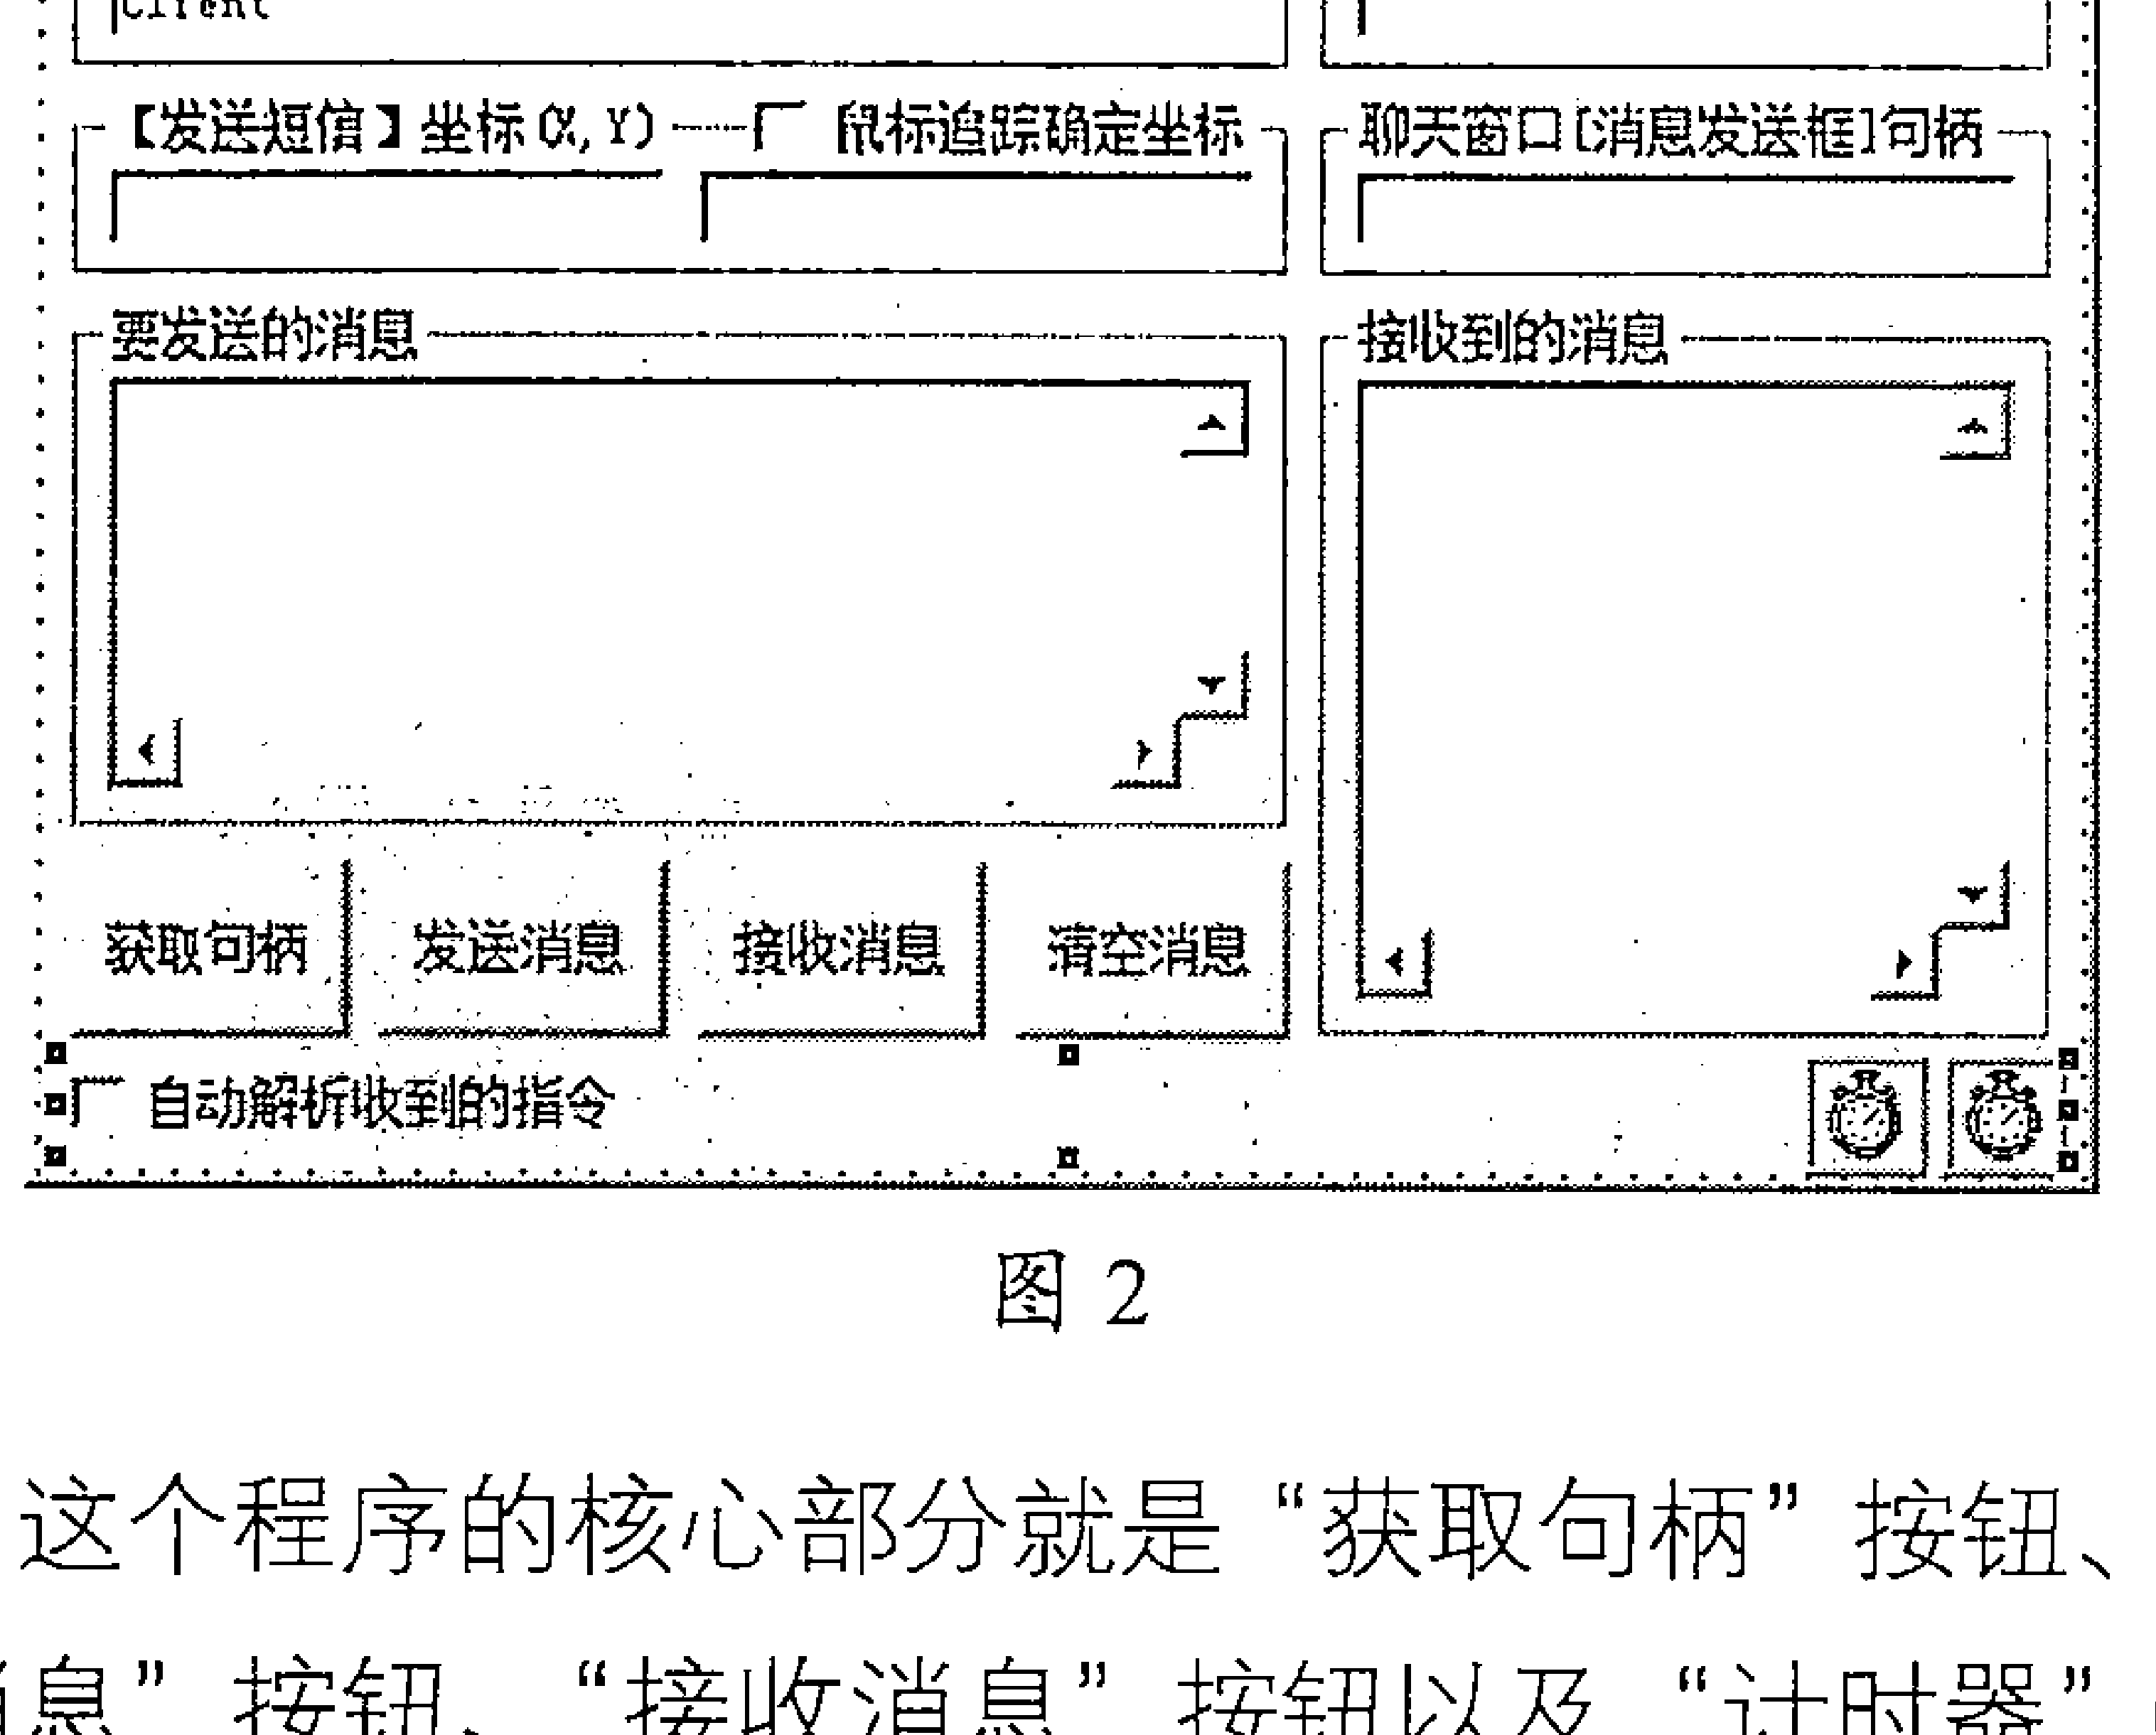 Client
【发送短信】坐标(X,Y) 鼠标追踪确定坐标 聊天窗口[消息发送框]句柄
要发送的消息 接收到的消息
获取句柄 发送消息 接收消息 清空消息
自动解析收到的指令
图 2
这个程序的核心部分就是“获取句柄”按钮、
消息”按钮、“接收消息”按钮以及“计时器”